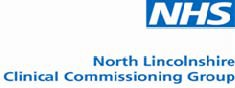 NHS
North Lincolnshire
Clinical Commissioning Group